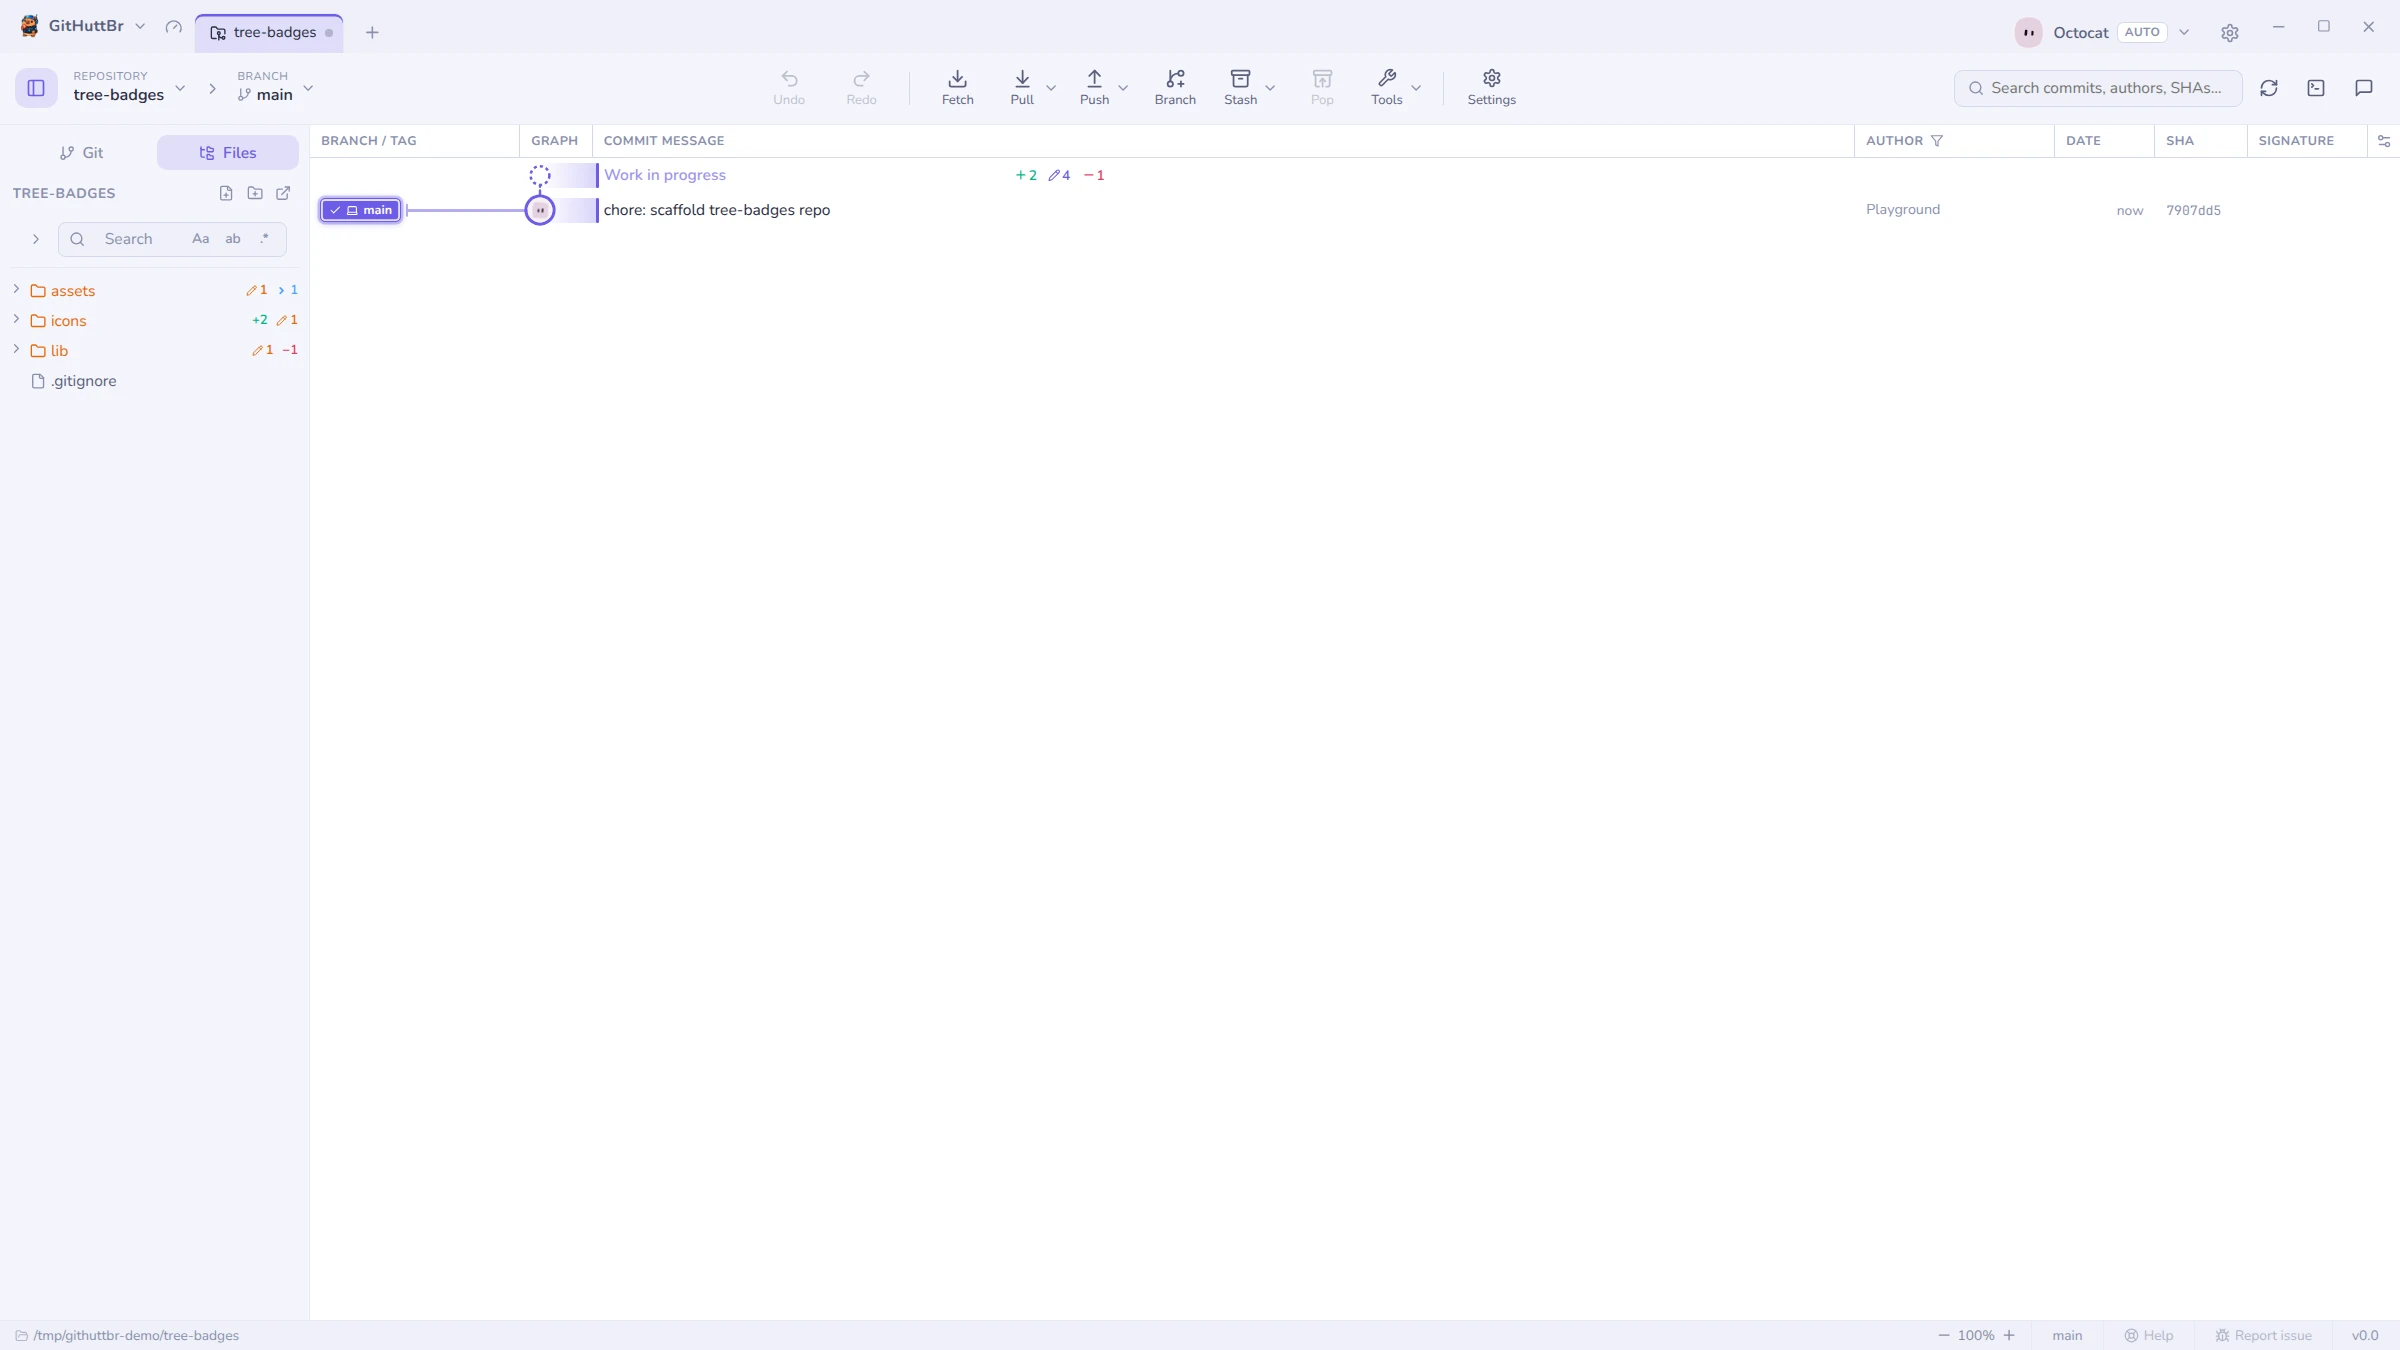 GitHuttBr
tree-badges
Octocat AUTO
REPOSITORY
tree-badges
BRANCH
main
Undo
Redo
Fetch
Pull
Push
Branch
Stash
Pop
Tools
Settings
Search commits, authors, SHAs...
Git
Files
TREE-BADGES
Search Aa ab .*
assets 1 1
icons +2 1
lib 1 −1
.gitignore
BRANCH / TAG GRAPH COMMIT MESSAGE AUTHOR DATE SHA SIGNATURE
Work in progress +2 4 −1
main chore: scaffold tree-badges repo Playground now 7907dd5
/tmp/githuttbr-demo/tree-badges
− 100% + main Help Report issue v0.0